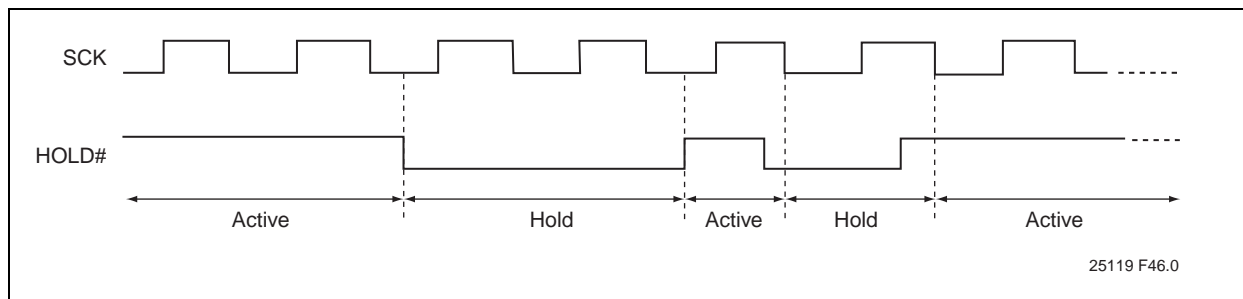 SCK
HOLD#
Active Hold Active Hold Active
25119 F46.0